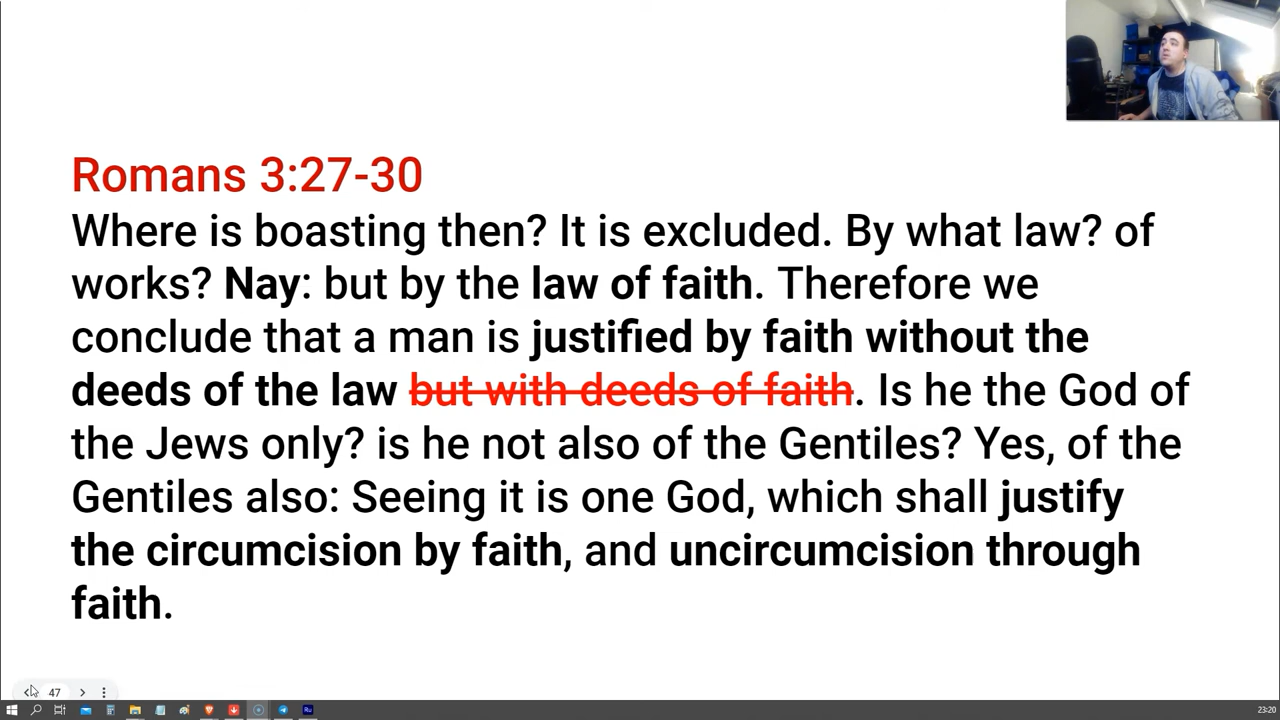 Romans 3:27-30
Where is boasting then? It is excluded. By what law? of
works? Nay: but by the law of faith. Therefore we
conclude that a man is justified by faith without the
deeds of the law but with deeds of faith. Is he the God of
the Jews only? is he not also of the Gentiles? Yes, of the
Gentiles also: Seeing it is one God, which shall justify
the circumcision by faith, and uncircumcision through
faith.
47
Ru
23:20